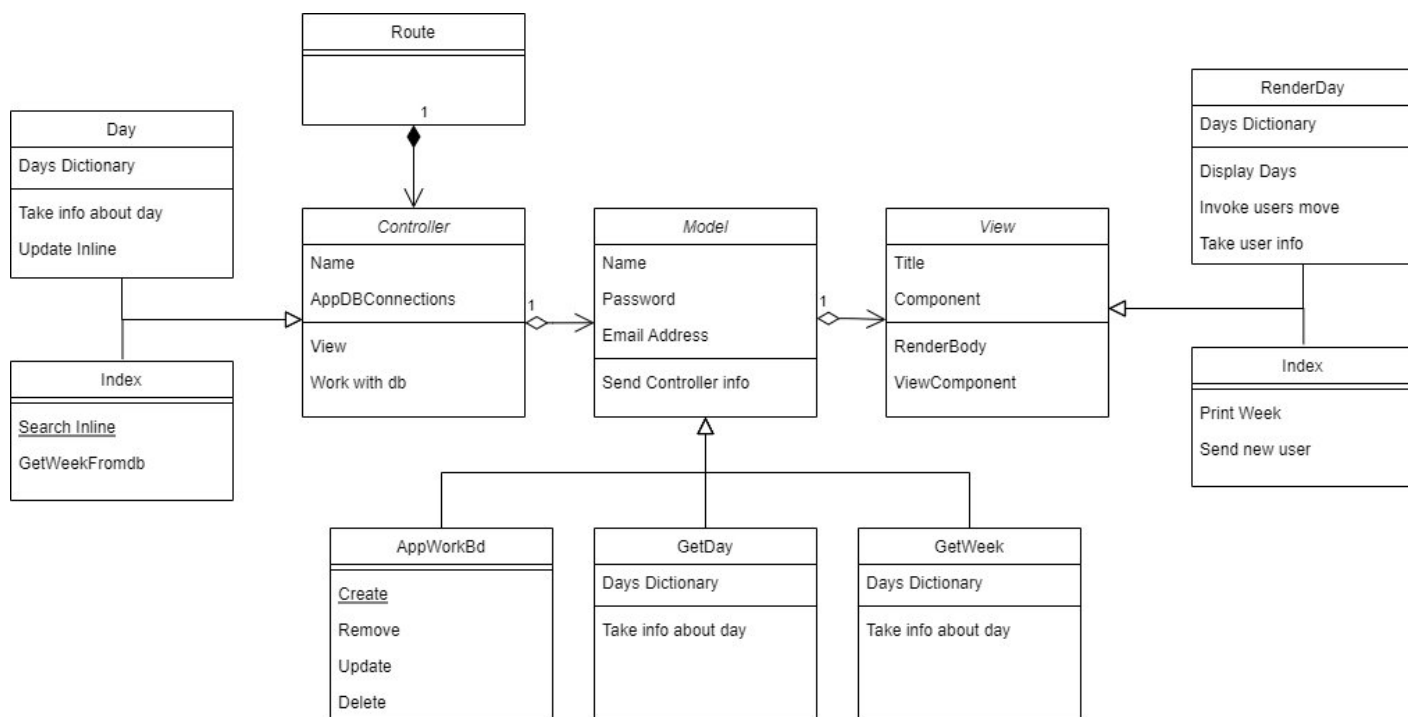 Route
1
Day
Days Dictionary
Take info about day
Update Inline
Index
Search Inline
GetWeekFromdb
Controller
Name
AppDBConnections
View
Work with db
1
Model
Name
Password
Email Address
Send Controller info
1
View
Title
Component
RenderBody
ViewComponent
RenderDay
Days Dictionary
Display Days
Invoke users move
Take user info
Index
Print Week
Send new user
AppWorkBd
Create
Remove
Update
Delete
GetDay
Days Dictionary
Take info about day
GetWeek
Days Dictionary
Take info about day